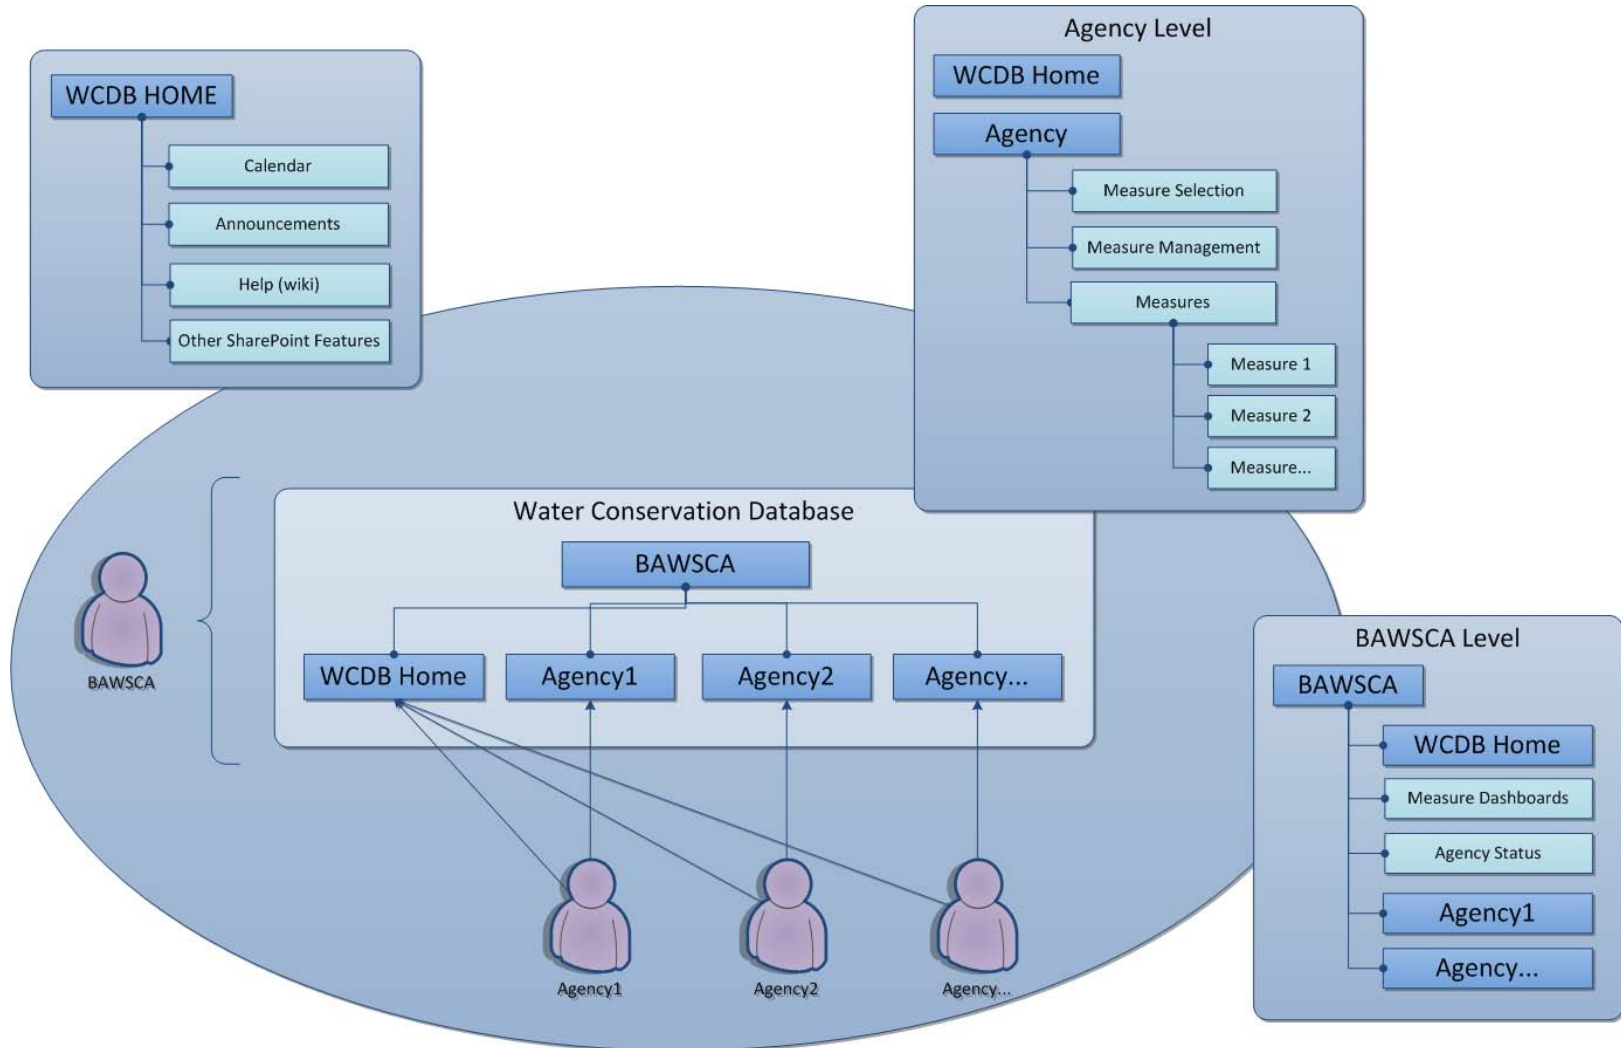 WCDB HOME
Calendar
Announcements
Help (wiki)
Other SharePoint Features
Agency Level
WCDB Home
Agency
Measure Selection
Measure Management
Measures
Measure 1
Measure 2
Measure...
Water Conservation Database
BAWSCA
WCDB Home
Agency1
Agency2
Agency...
BAWSCA
Agency1
Agency2
Agency...
BAWSCA Level
BAWSCA
WCDB Home
Measure Dashboards
Agency Status
Agency1
Agency...